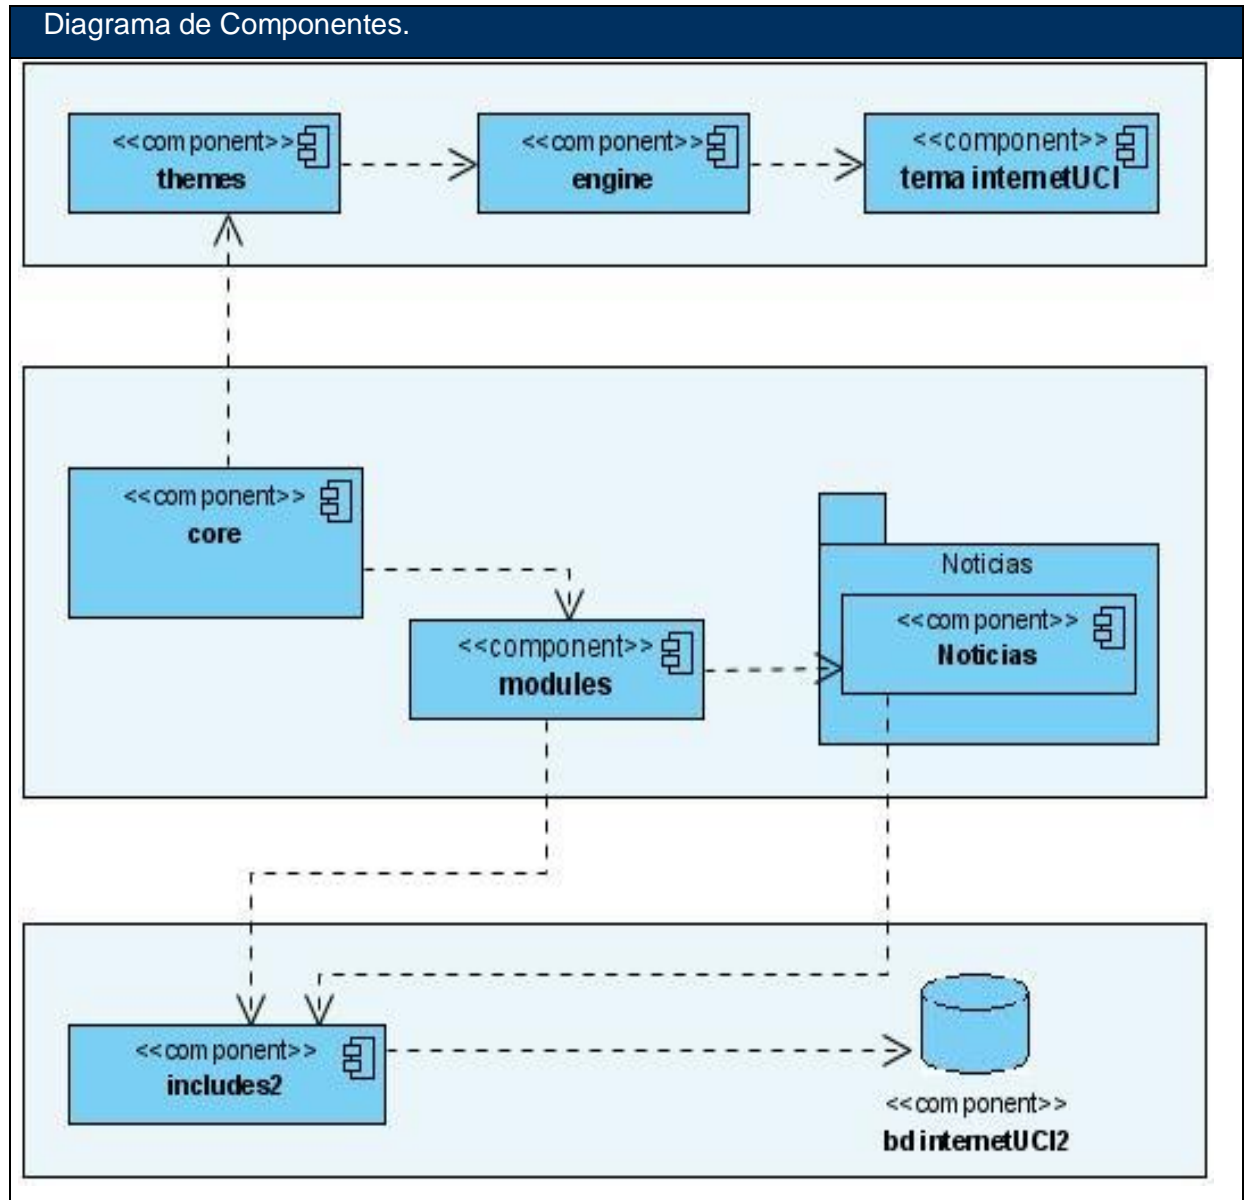 Diagrama de Componentes.
<<component>>
themes
<<component>>
engine
<<component>>
tema internetUCI
<<component>>
core
Noticias
<<component>>
Noticias
<<component>>
modules
<<component>>
includes2
<<component>>
bd internetUCI2